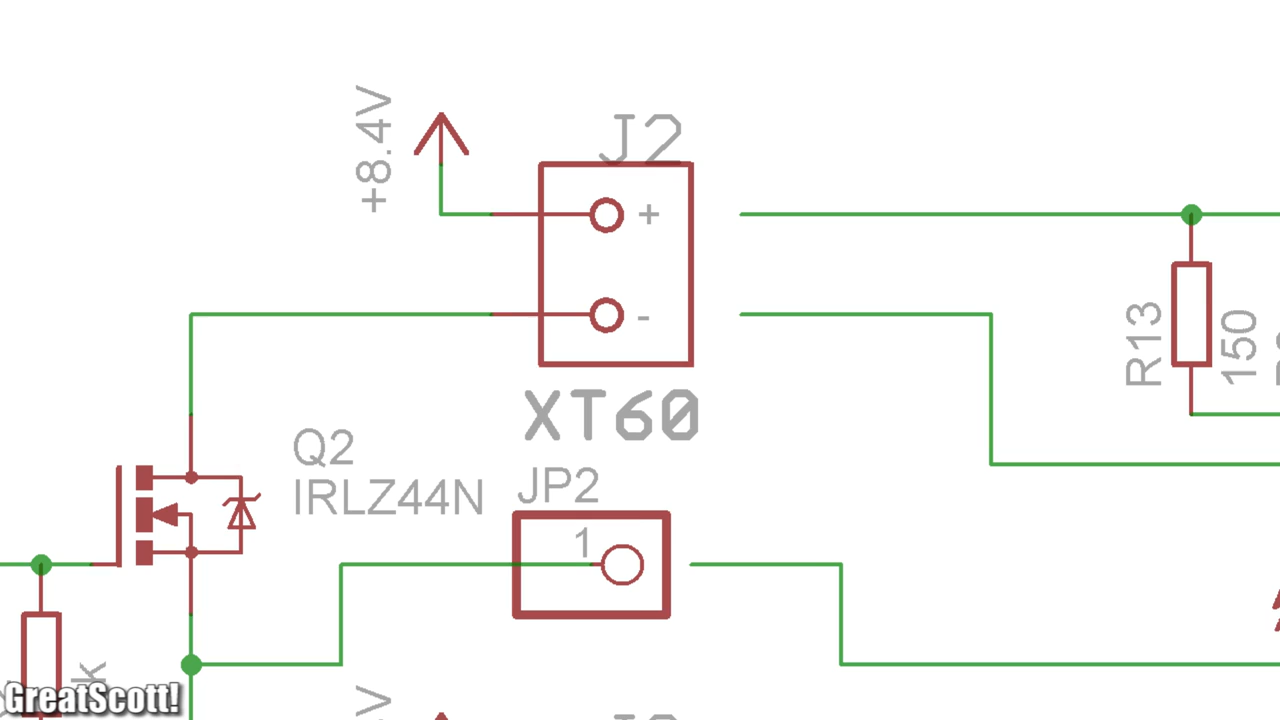 +8.4V
J2
+
-
XT60
R13
150
Q2
IRLZ44N
JP2
1
k
V
GreatScott!